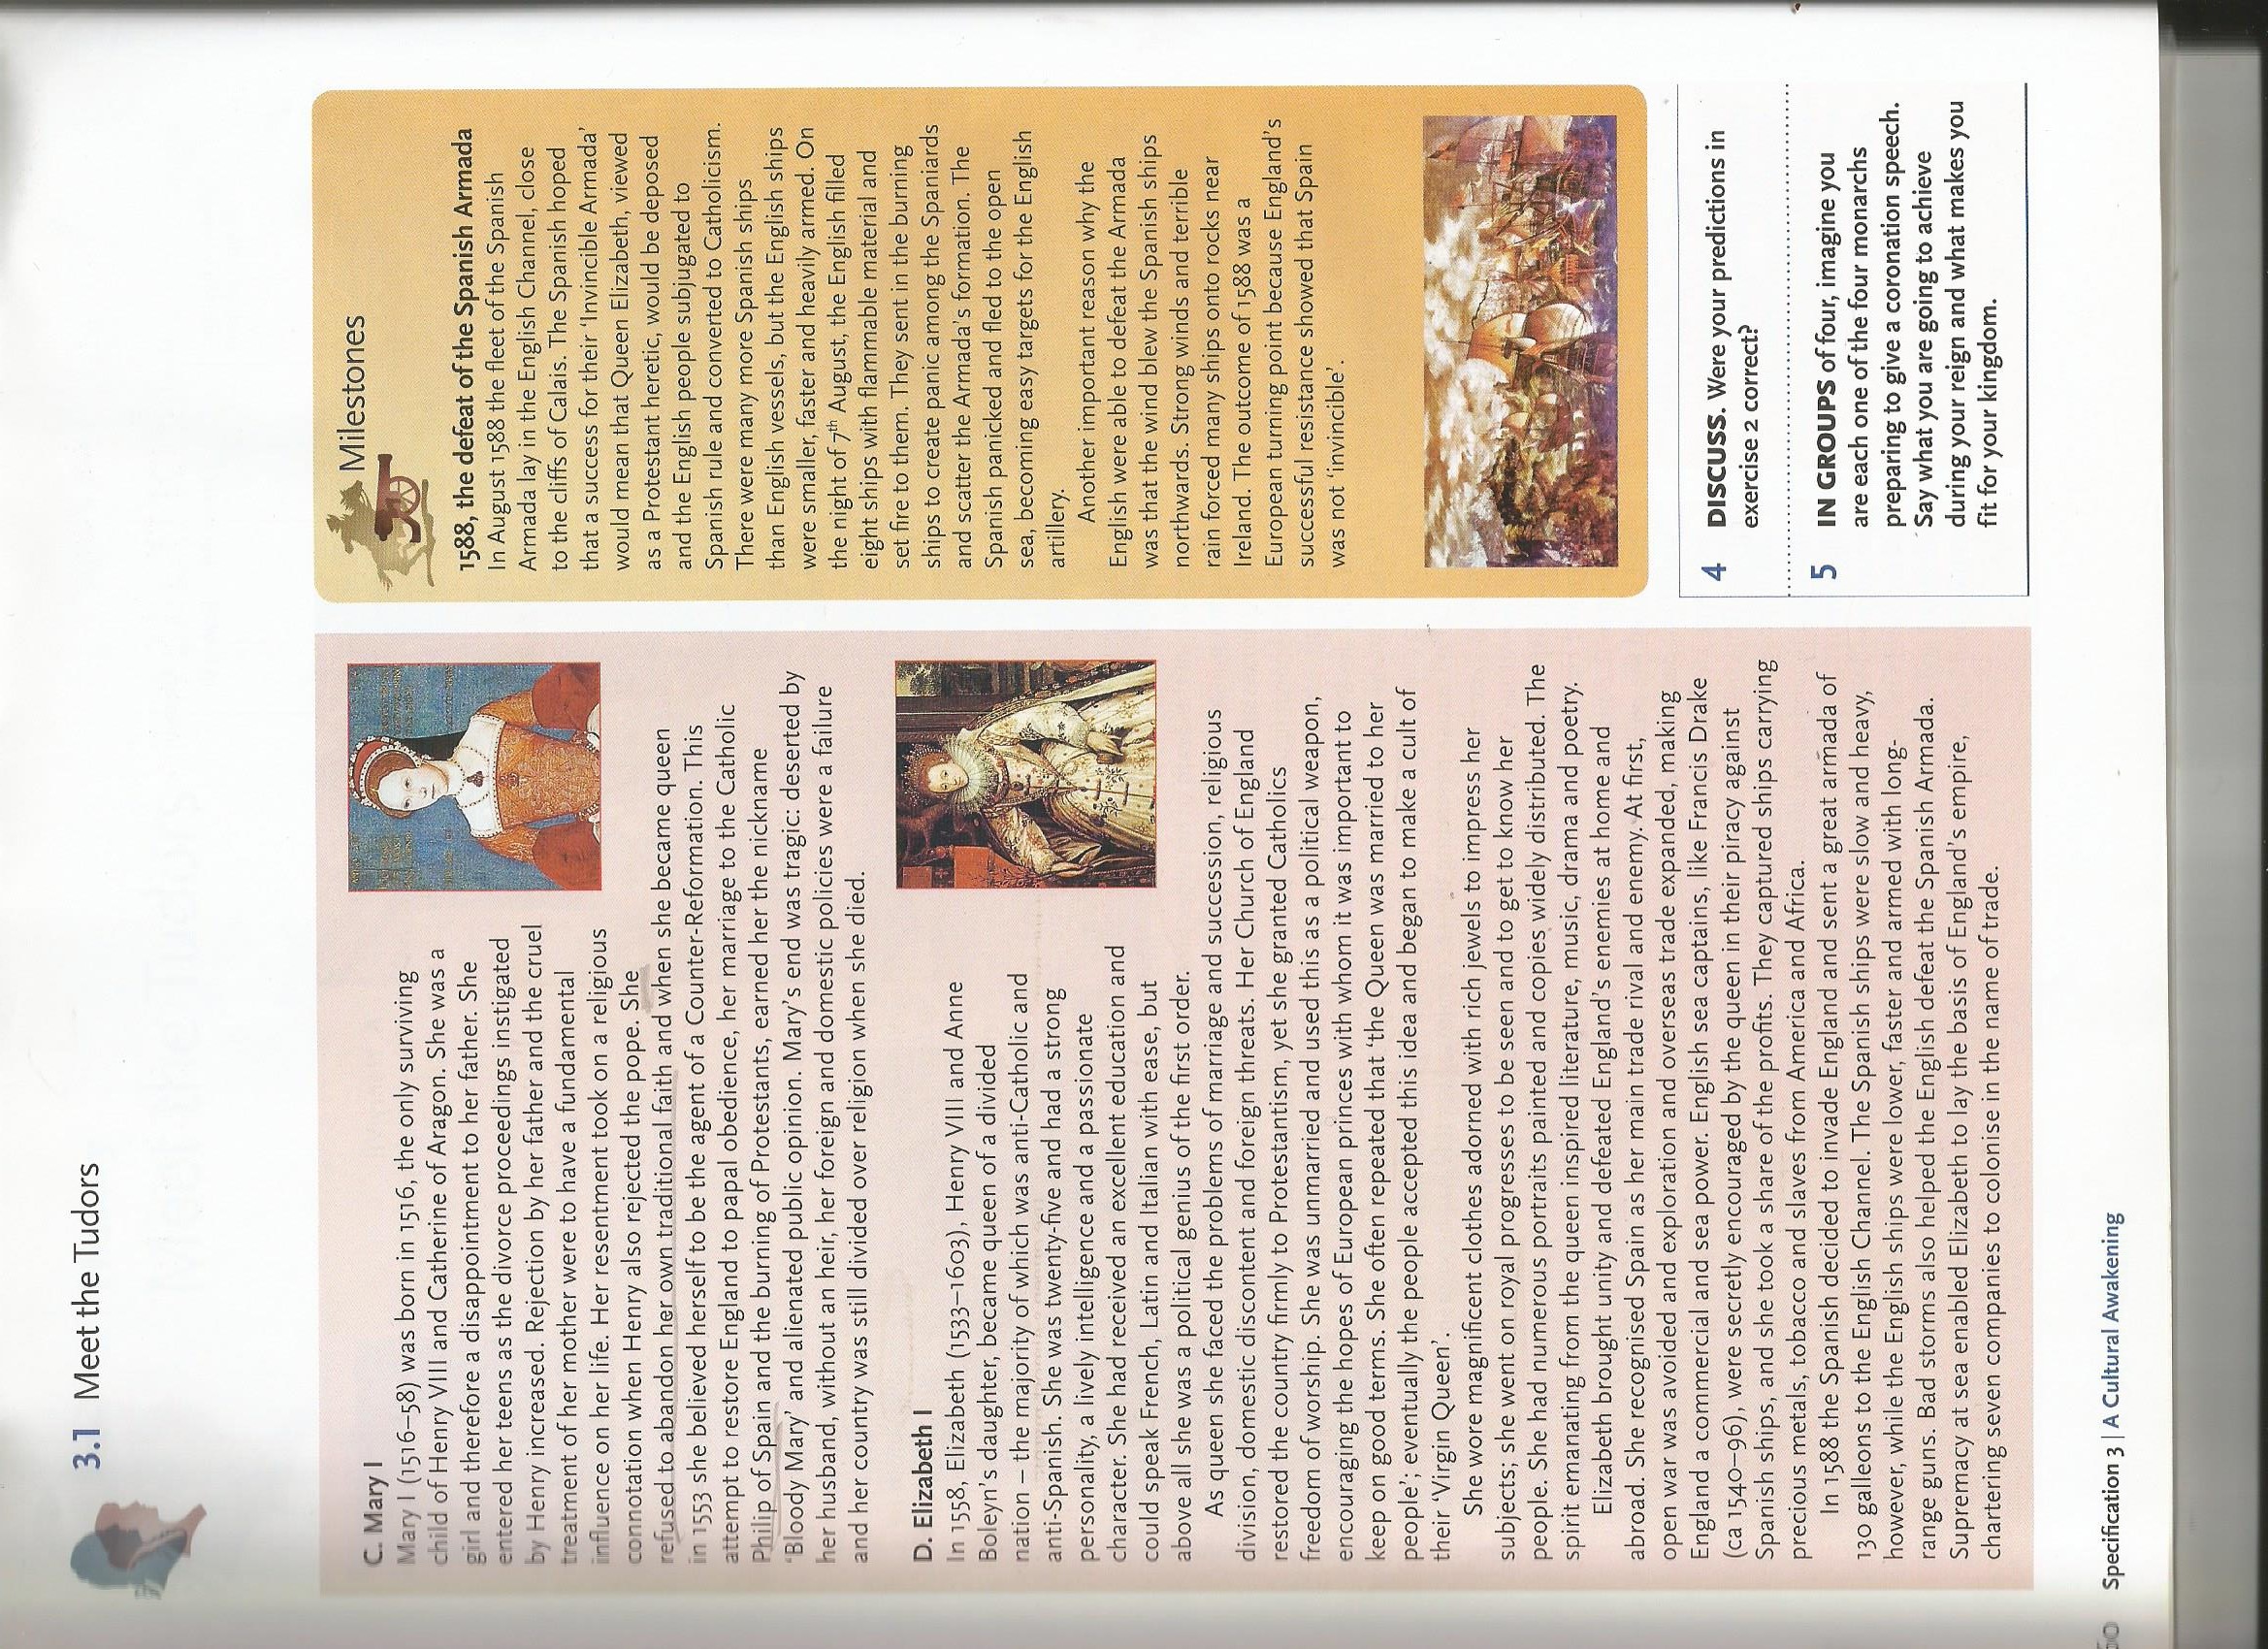 3.1 Meet the Tudors
C. Mary I
Mary I (1516–58) was born in 1516, the only surviving
child of Henry VIII and Catherine of Aragon. She was a
girl and therefore a disappointment to her father. She
entered her teens as the divorce proceedings instigated
by Henry increased. Rejection by her father and the cruel
treatment of her mother were to have a fundamental
influence on her life. Her resentment took on a religious
connotation when Henry also rejected the pope. She
refused to abandon her own traditional faith and when she became queen
in 1553 she believed herself to be the agent of a Counter-Reformation. This
attempt to restore England to papal obedience, her marriage to the Catholic
Philip of Spain and the burning of Protestants, earned her the nickname
'Bloody Mary' and alienated public opinion. Mary's end was tragic: deserted by
her husband, without an heir, her foreign and domestic policies were a failure
and her country was still divided over religion when she died.
D. Elizabeth I
In 1558, Elizabeth (1533–1603), Henry VIII and Anne
Boleyn's daughter, became queen of a divided
nation – the majority of which was anti-Catholic and
anti-Spanish. She was twenty-five and had a strong
personality, a lively intelligence and a passionate
character. She had received an excellent education and
could speak French, Latin and Italian with ease, but
above all she was a political genius of the first order.
As queen she faced the problems of marriage and succession, religious
division, domestic discontent and foreign threats. Her Church of England
restored the country firmly to Protestantism, yet she granted Catholics
freedom of worship. She was unmarried and used this as a political weapon,
encouraging the hopes of European princes with whom it was important to
keep on good terms. She often repeated that 'the Queen was married to her
people'; eventually the people accepted this idea and began to make a cult of
their 'Virgin Queen'.
She wore magnificent clothes adorned with rich jewels to impress her
subjects; she went on royal progresses to be seen and to get to know her
people. She had numerous portraits painted and copies widely distributed. The
spirit emanating from the queen inspired literature, music, drama and poetry.
Elizabeth brought unity and defeated England's enemies at home and
abroad. She recognised Spain as her main trade rival and enemy. At first,
open war was avoided and exploration and overseas trade expanded, making
England a commercial and sea power. English sea captains, like Francis Drake
(ca 1540–96), were secretly encouraged by the queen in their piracy against
Spanish ships, and she took a share of the profits. They captured ships carrying
precious metals, tobacco and slaves from America and Africa.
In 1588 the Spanish decided to invade England and sent a great armada of
130 galleons to the English Channel. The Spanish ships were slow and heavy,
however, while the English ships were lower, faster and armed with long-
range guns. Bad storms also helped the English defeat the Spanish Armada.
Supremacy at sea enabled Elizabeth to lay the basis of England's empire,
chartering seven companies to colonise in the name of trade.
Milestones
1588, the defeat of the Spanish Armada
In August 1588 the fleet of the Spanish
Armada lay in the English Channel, close
to the cliffs of Calais. The Spanish hoped
that a success for their 'Invincible Armada'
would mean that Queen Elizabeth, viewed
as a Protestant heretic, would be deposed
and the English people subjugated to
Spanish rule and converted to Catholicism.
There were many more Spanish ships
than English vessels, but the English ships
were smaller, faster and heavily armed. On
the night of 7th August, the English filled
eight ships with flammable material and
set fire to them. They sent in the burning
ships to create panic among the Spaniards
and scatter the Armada's formation. The
Spanish panicked and fled to the open
sea, becoming easy targets for the English
artillery.
Another important reason why the
English were able to defeat the Armada
was that the wind blew the Spanish ships
northwards. Strong winds and terrible
rain forced many ships onto rocks near
Ireland. The outcome of 1588 was a
European turning point because England's
successful resistance showed that Spain
was not 'invincible'.
4 DISCUSS. Were your predictions in
exercise 2 correct?
5 IN GROUPS of four, imagine you
are each one of the four monarchs
preparing to give a coronation speech.
Say what you are going to achieve
during your reign and what makes you
fit for your kingdom.
60 Specification 3 | A Cultural Awakening